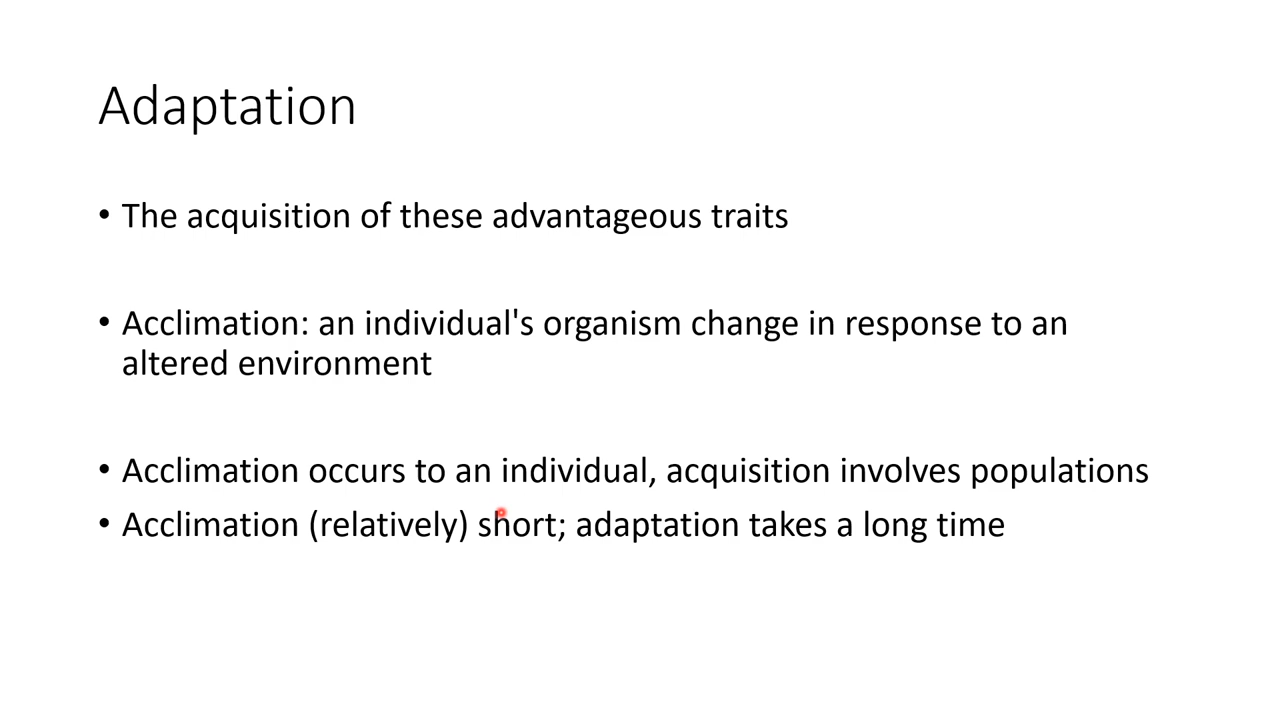 Adaptation
• The acquisition of these advantageous traits
• Acclimation: an individual's organism change in response to an
altered environment
• Acclimation occurs to an individual, acquisition involves populations
• Acclimation (relatively) short; adaptation takes a long time